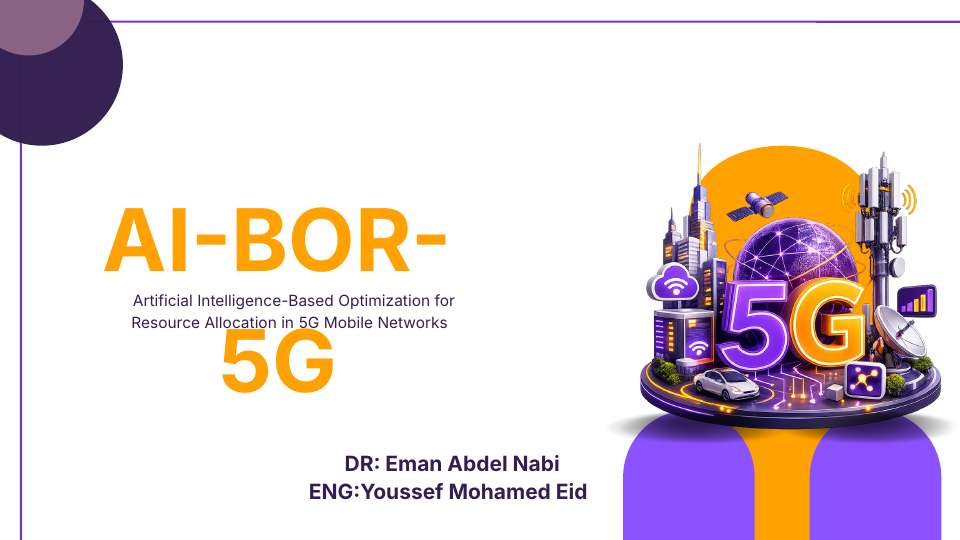 AI-BOR-
Artificial Intelligence-Based Optimization for
Resource Allocation in 5G Mobile Networks
5G
5G
DR: Eman Abdel Nabi
ENG:Youssef Mohamed Eid